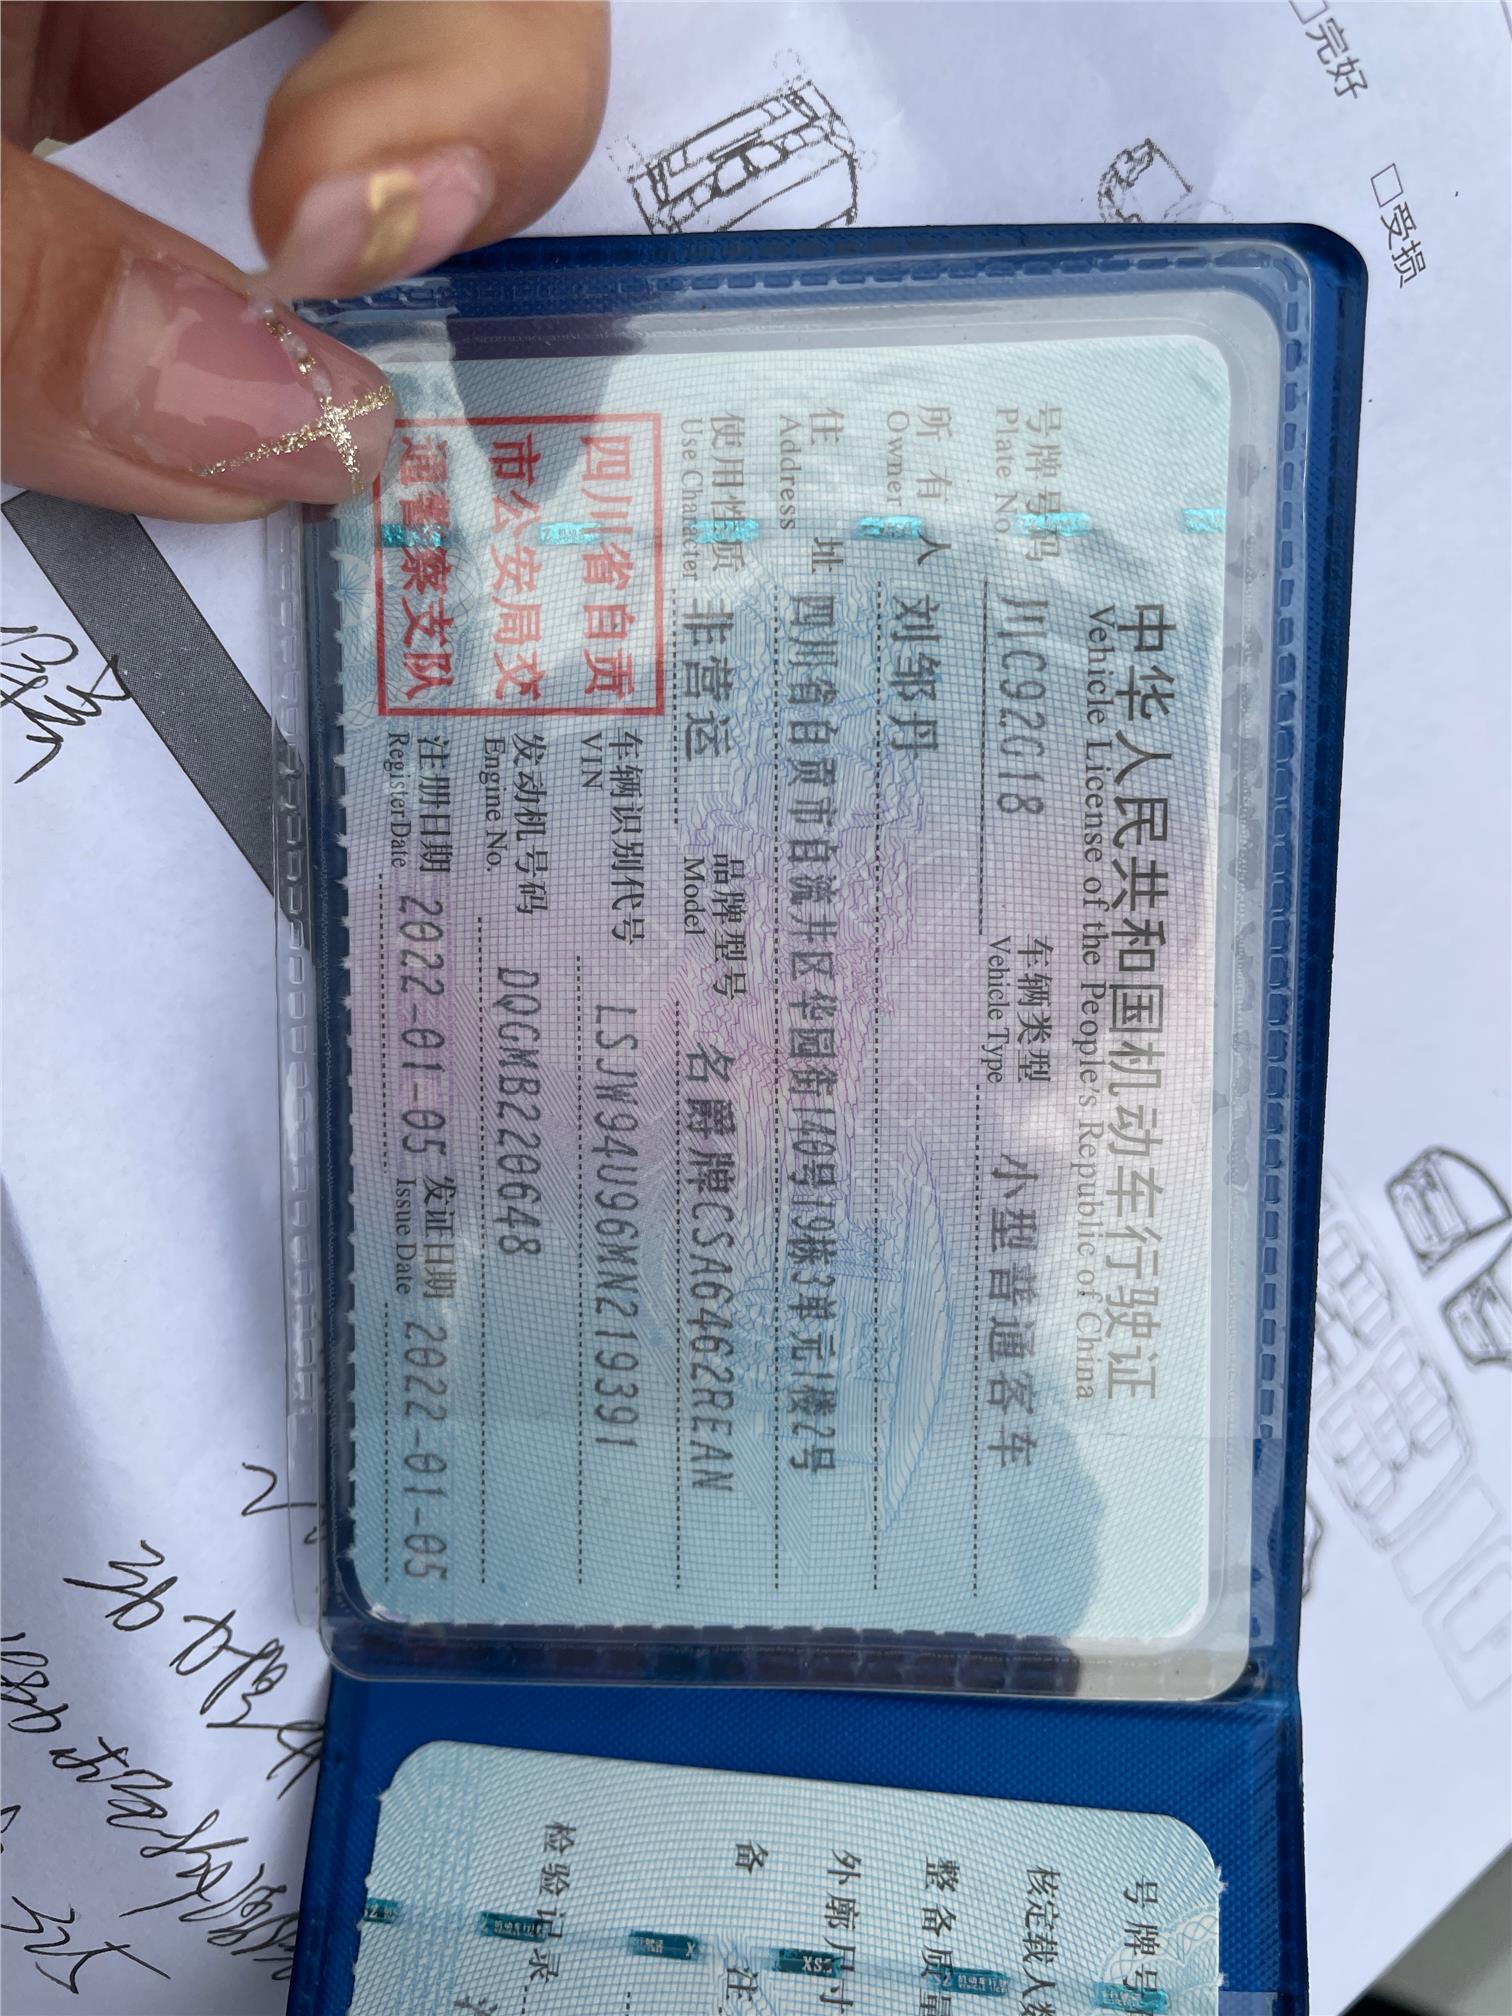 中华人民共和国机动车行驶证
Vehicle License of the People's Republic of China
号牌号码 川C92G18 车辆类型 小型普通客车
Plate No. Vehicle Type
所有人 刘邹丹
Owner
住址 四川省自贡市自流井区华园街140号19栋3单元1楼2号
Address
使用性质 非营运 品牌型号 名爵牌CSA6462REAN
Use Character Model
四川省自贡
市公安局交
通警察支队
车辆识别代号 LSJW94U96MN219391
VIN
发动机号码 DQGMB220648
Engine No.
注册日期 2022-01-05 发证日期 2022-01-05
Register Date Issue Date
号牌号
核定载人数
整备质量
外廓尺寸
备注
检验记录
□完好
□受损